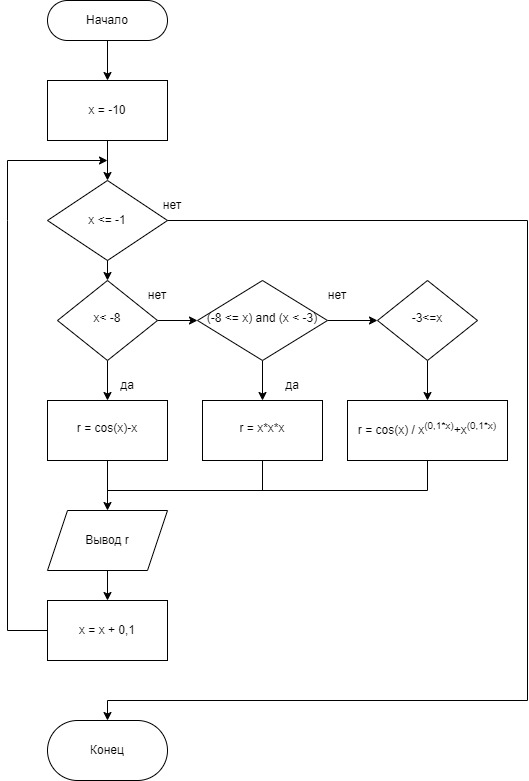 Начало
x = -10
нет
x <= -1
нет
нет
x< -8
(-8 <= x) and (x < -3)
-3<=x
да
да
r = cos(x)-x
r = x*x*x
r = cos(x) / x^(0,1*x)+x^(0,1*x)
Вывод r
x = x + 0,1
Конец